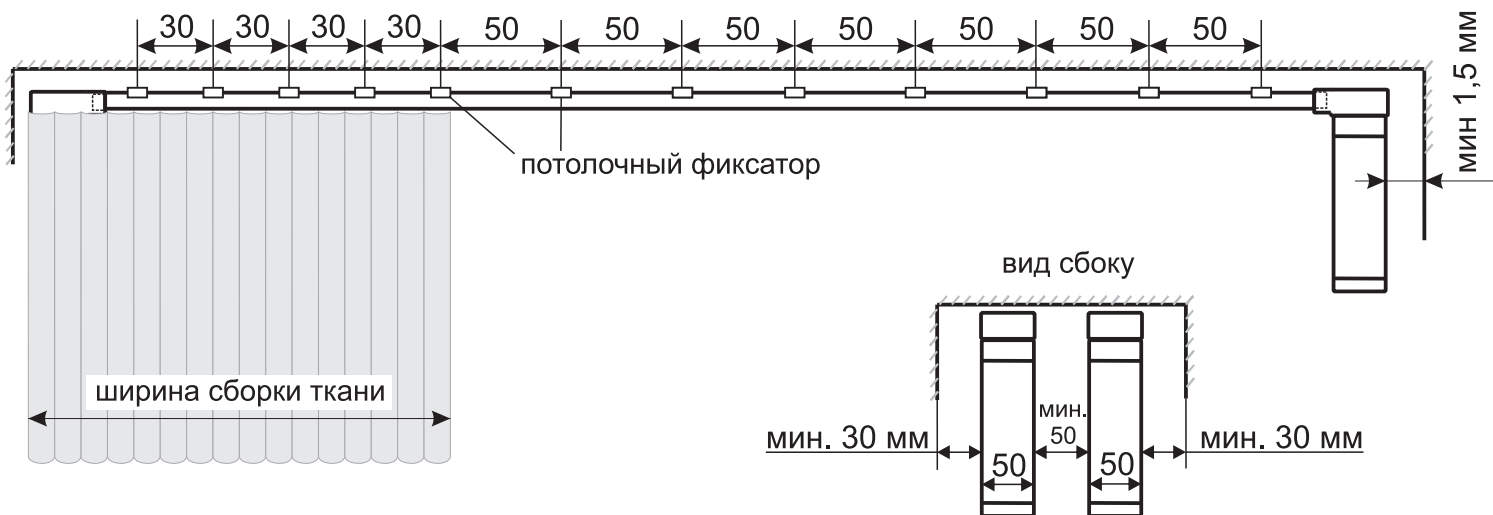 30 30 30 30 50 50 50 50 50 50 50
мин 1,5 мм
потолочный фиксатор
вид сбоку
ширина сборки ткани
мин. 30 мм
мин.
50
мин. 30 мм
50 50